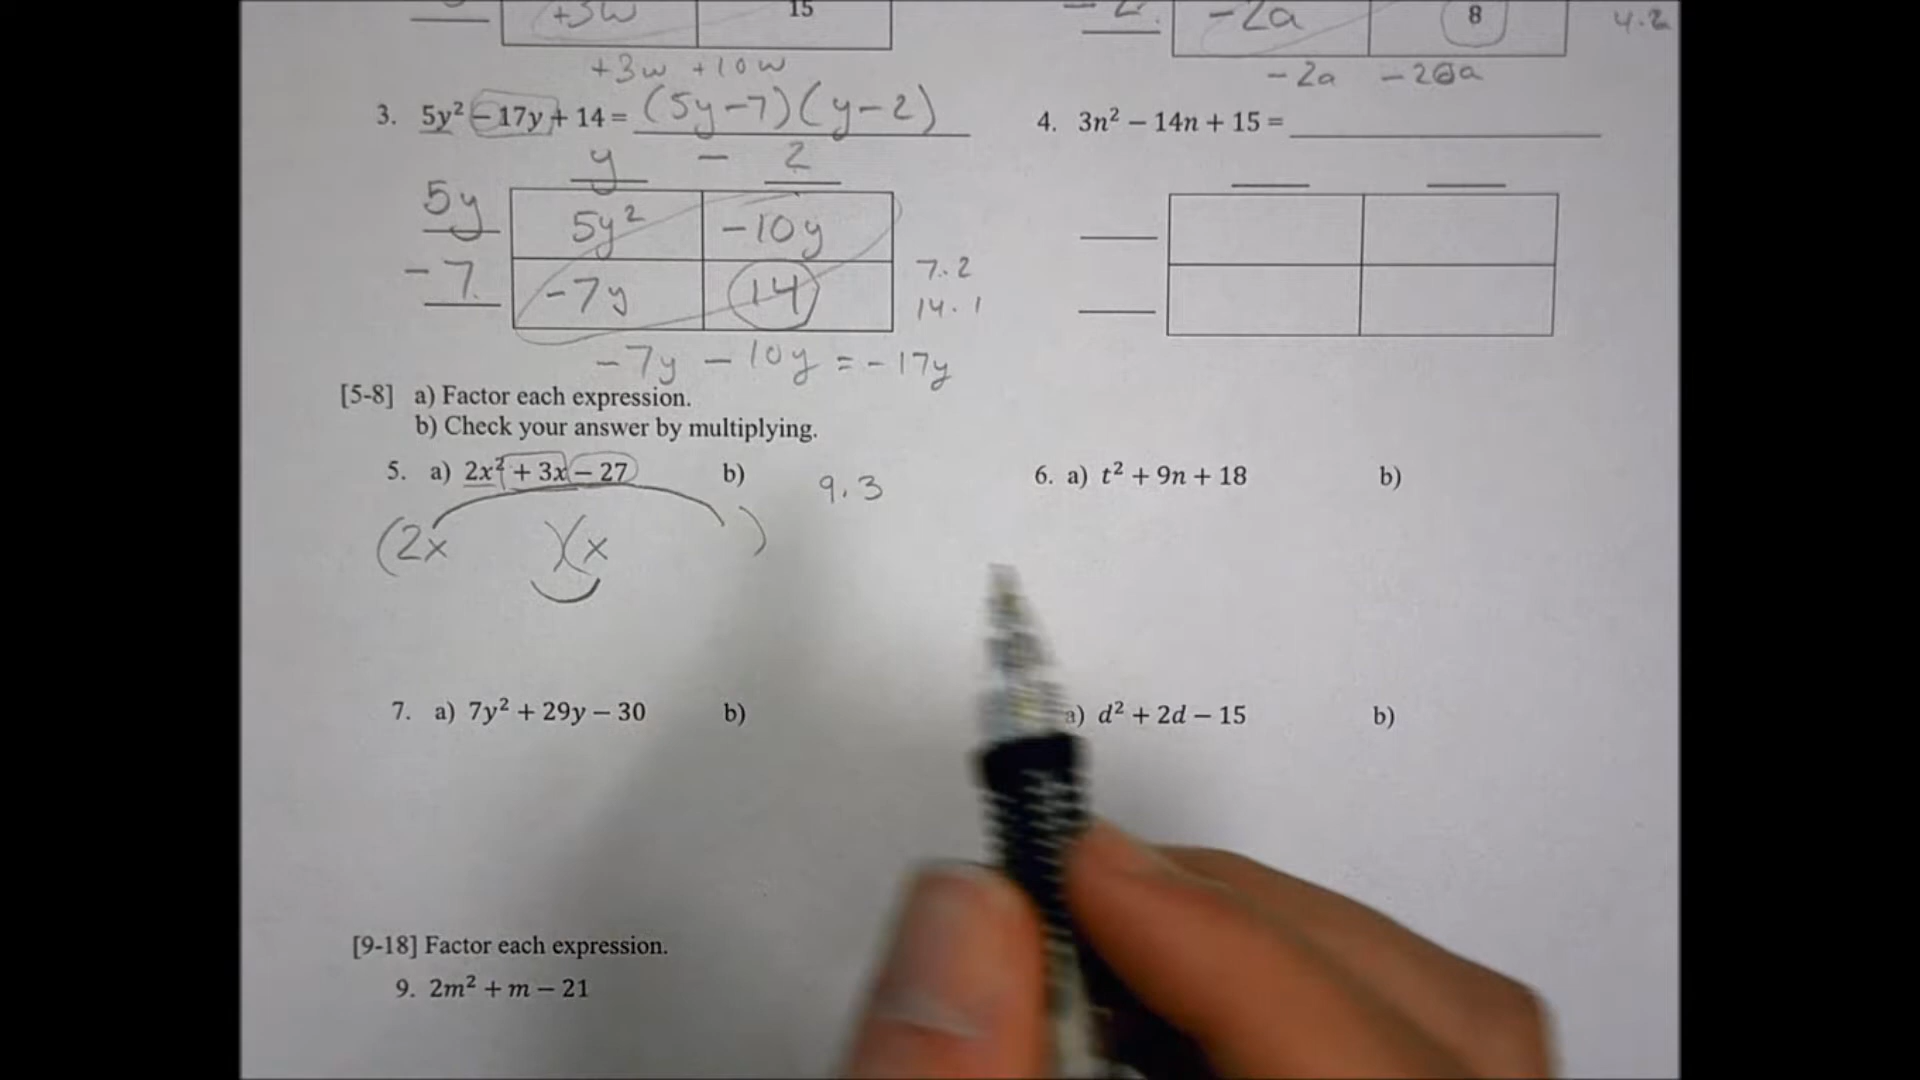 +3w 15
-2a 8 4.2
+3w +10w
-2a -20a
3. 5y² − 17y + 14 = (5y-7)(y-2)
y - 2
5y 5y² -10y
-7 -7y 14
7.2
14.1
-7y - 10y = -17y
4. 3n² − 14n + 15 =
[5-8] a) Factor each expression.
b) Check your answer by multiplying.
5. a) 2x² + 3x − 27 b) 9.3
(2x )(x )
6. a) t² + 9n + 18 b)
7. a) 7y² + 29y − 30 b)
a) d² + 2d − 15 b)
[9-18] Factor each expression.
9. 2m² + m − 21